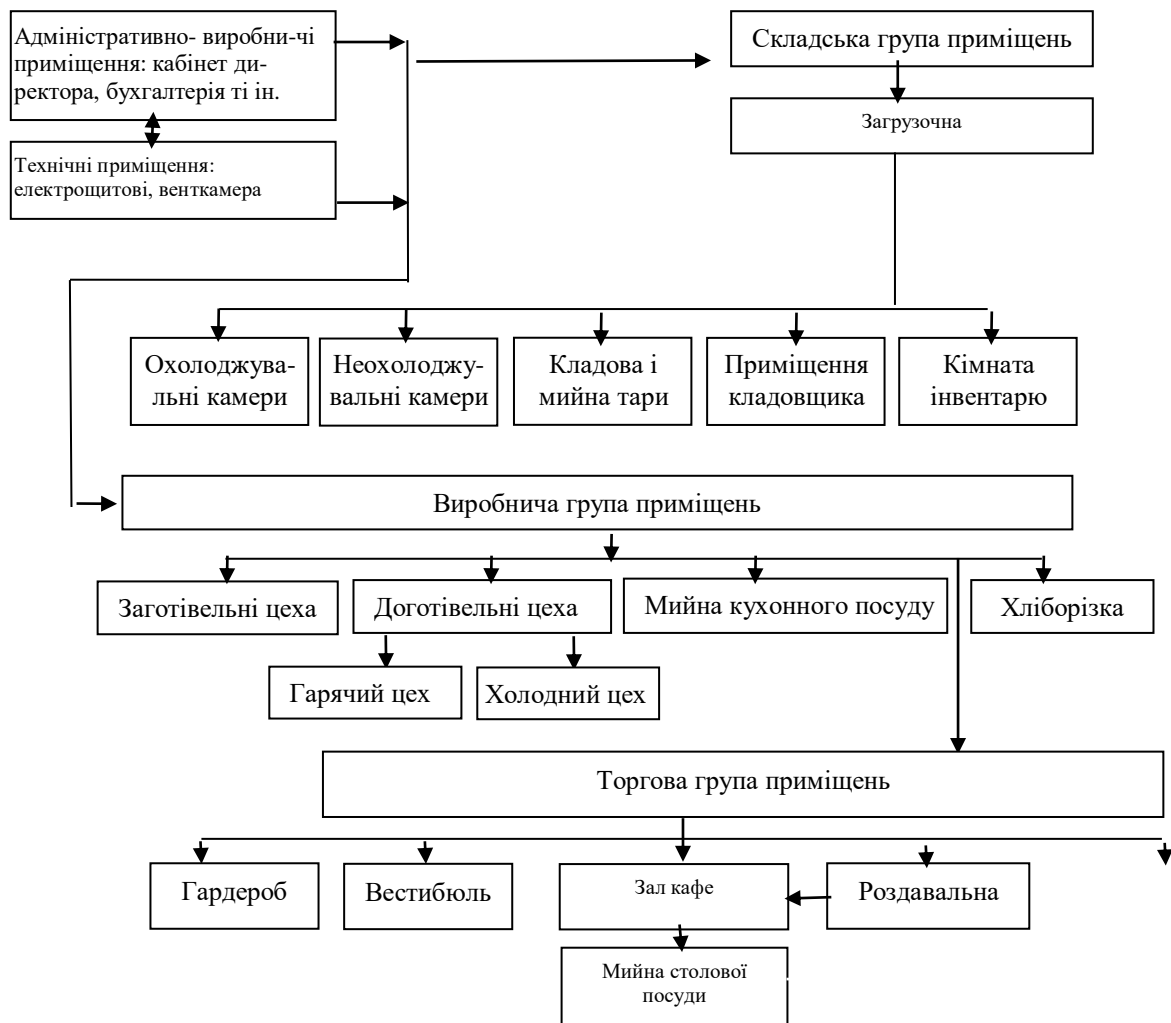 Адміністративно- виробни-чі
приміщення: кабінет ди-
ректора, бухгалтерія ті ін.
Складська група приміщень
Загрузочна
Технічні приміщення:
електрощитові, венткамера
Охолоджува-
льні камери
Неохолоджу-
вальні камери
Кладова і
мийна тари
Приміщення
кладовщика
Кімната
інвентарю
Виробнича група приміщень
Заготівельні цеха
Доготівельні цеха
Мийна кухонного посуду
Хліборізка
Гарячий цех
Холодний цех
Торгова група приміщень
Гардероб
Вестибюль
Зал кафе
Роздавальна
Мийна столової
посуди